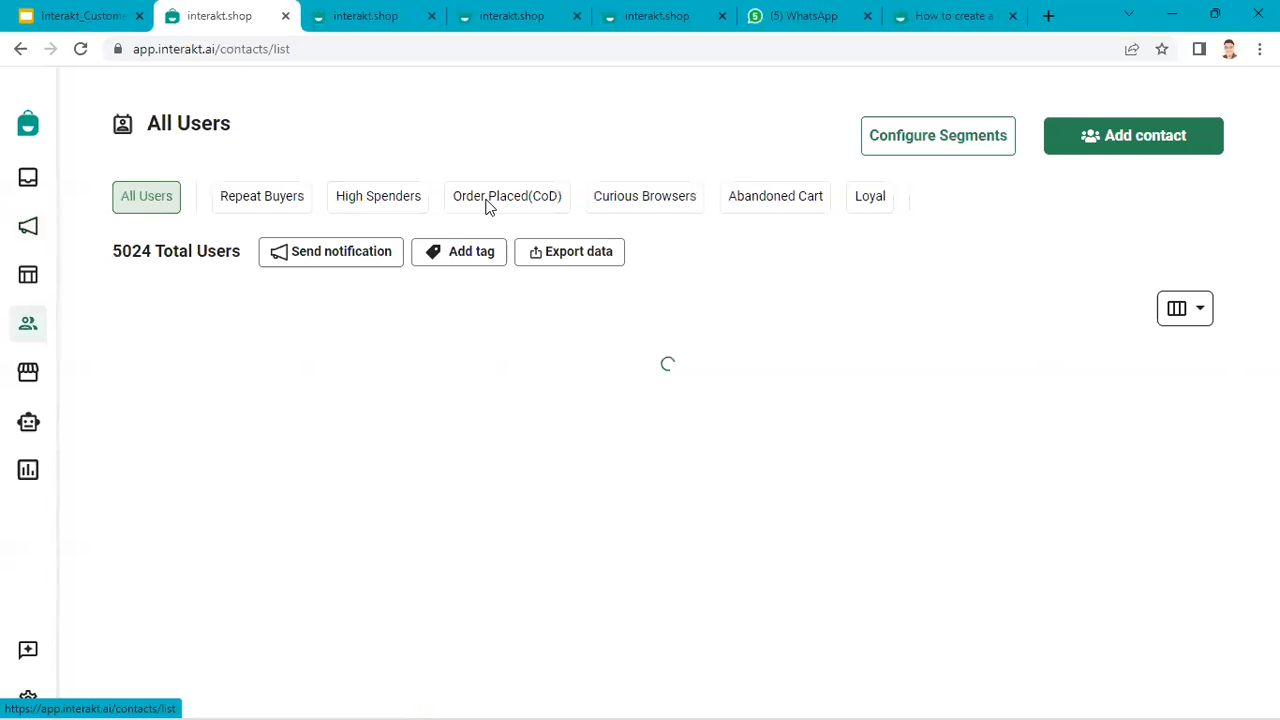 Interakt_Custome
interakt.shop
interakt.shop
interakt.shop
interakt.shop
(5) WhatsApp
How to create a
app.interakt.ai/contacts/list
All Users
Configure Segments
Add contact
All Users
Repeat Buyers
High Spenders
Order Placed(CoD)
Curious Browsers
Abandoned Cart
Loyal
5024 Total Users
Send notification
Add tag
Export data
https://app.interakt.ai/contacts/list